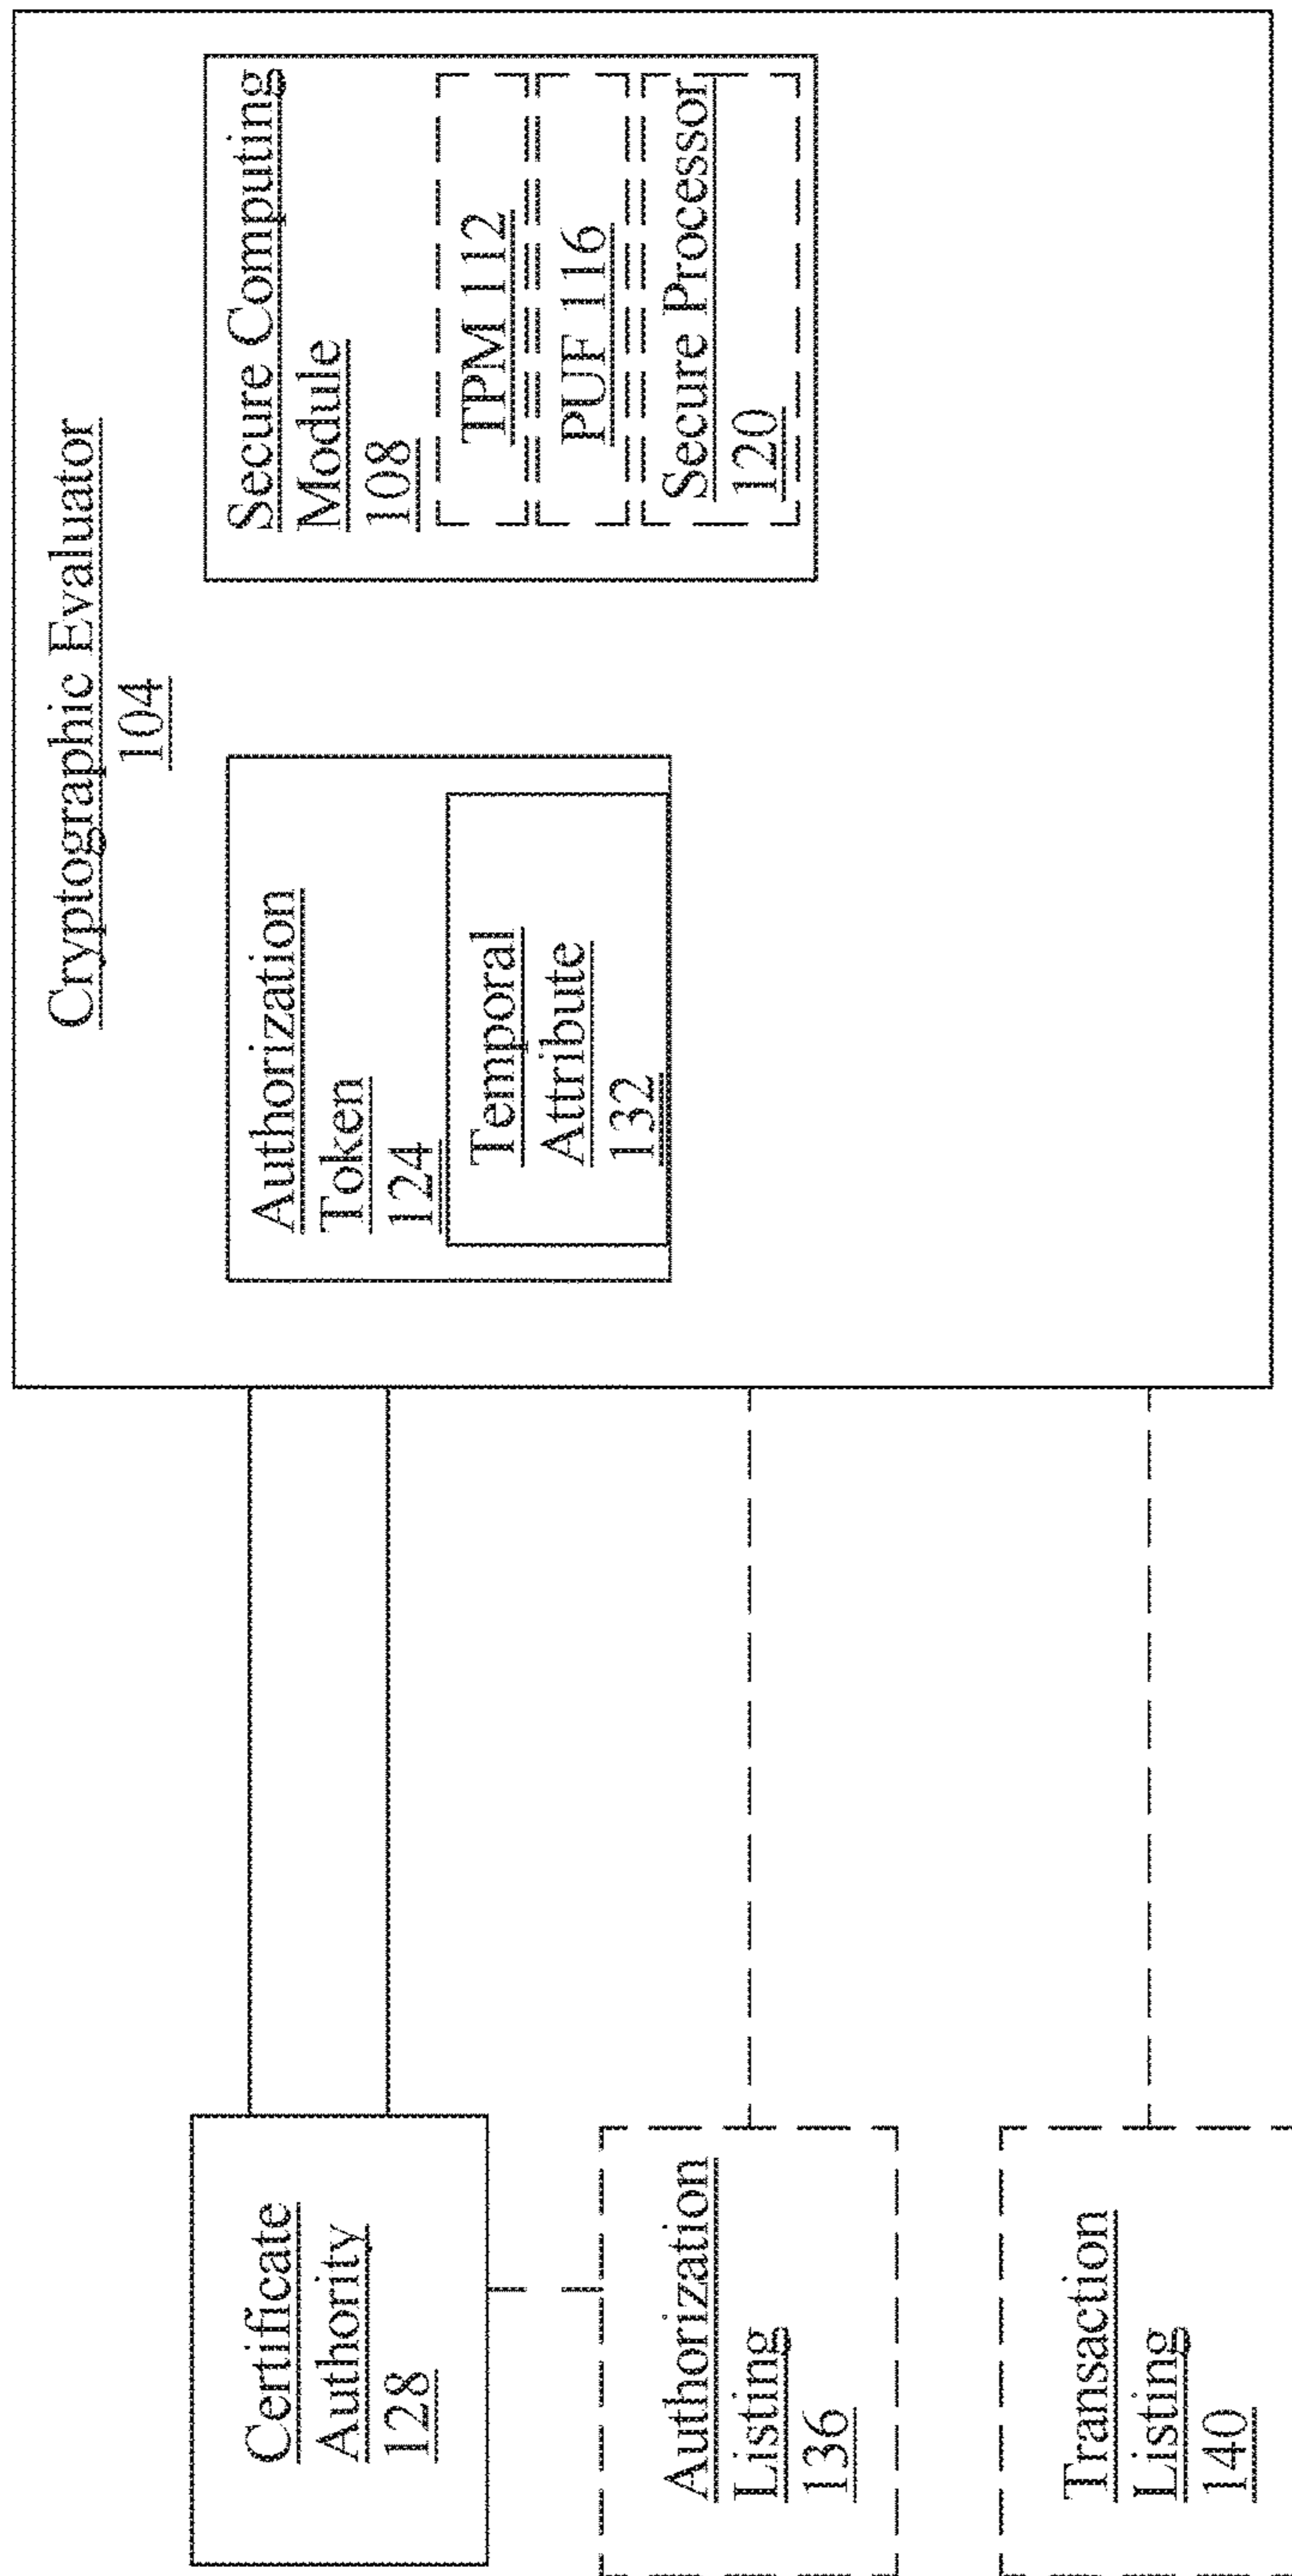 Cryptographic Evaluator
104
Certificate
Authority
128
Authorization
Token
124
Temporal
Attribute
132
Secure Computing
Module
108
TPM 112
PUF 116
Secure Processor
120
Authorization
Listing
136
Transaction
Listing
140